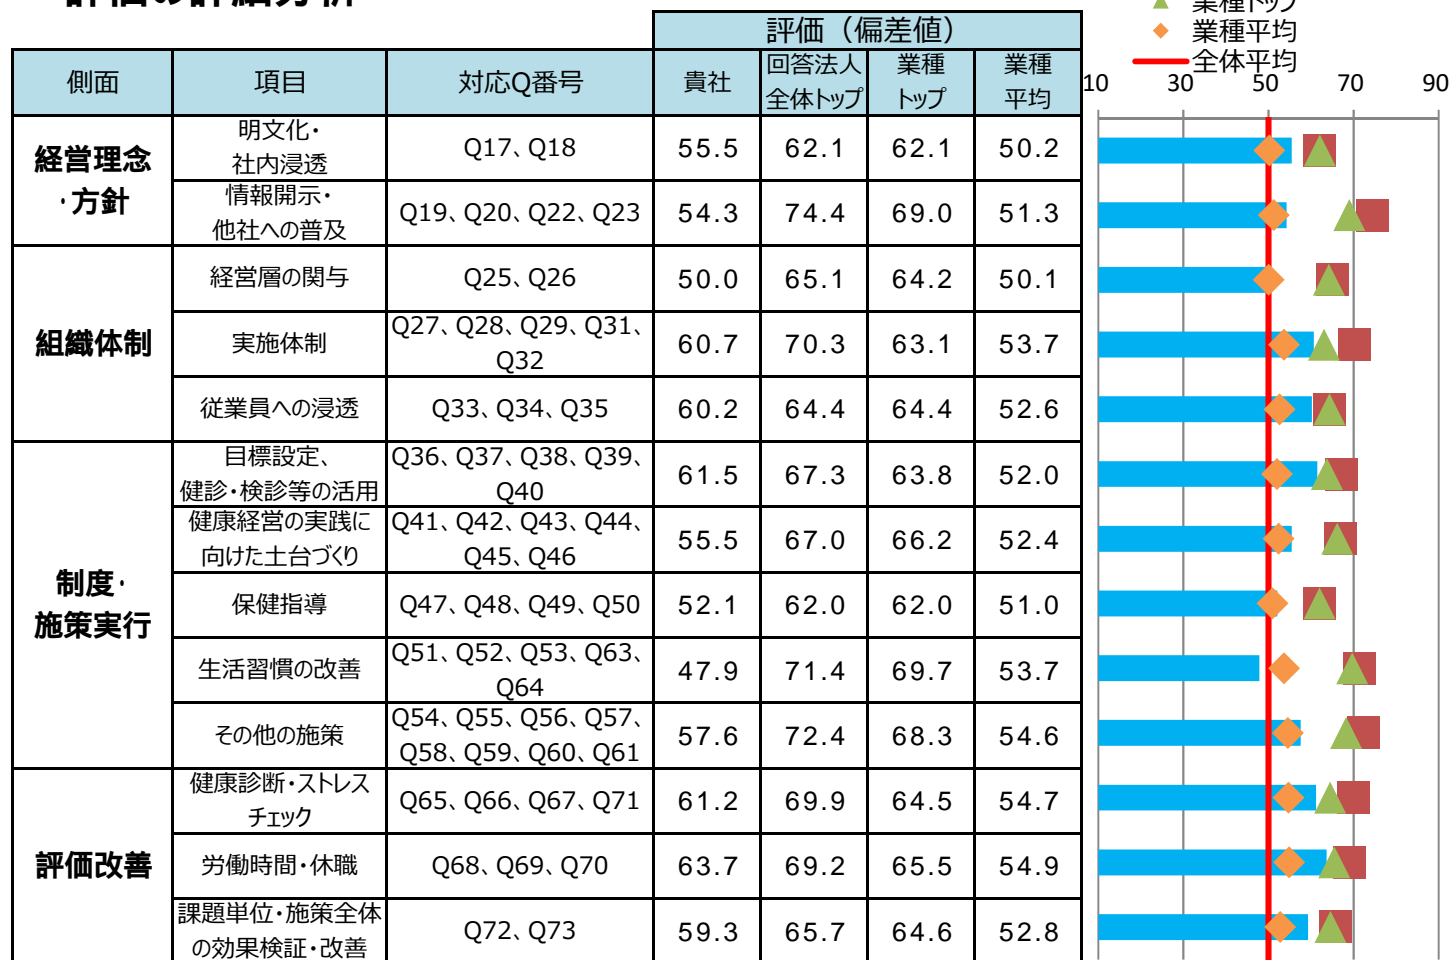 評価の詳細分析
業種トップ
業種平均
全体平均
評価（偏差値）
側面 項目 対応Q番号 貴社 回答法人 業種 業種
全体トップ トップ 平均
10 30 50 70 90
経営理念
・方針
明文化・
社内浸透
Q17、Q18 55.5 62.1 62.1 50.2
情報開示・
他社への普及
Q19、Q20、Q22、Q23 54.3 74.4 69.0 51.3
組織体制
経営層の関与 Q25、Q26 50.0 65.1 64.2 50.1
実施体制
Q27、Q28、Q29、Q31、
Q32
60.7 70.3 63.1 53.7
従業員への浸透 Q33、Q34、Q35 60.2 64.4 64.4 52.6
制度・
施策実行
目標設定、
健診・検診等の活用
Q36、Q37、Q38、Q39、
Q40
61.5 67.3 63.8 52.0
健康経営の実践に
向けた土台づくり
Q41、Q42、Q43、Q44、
Q45、Q46
55.5 67.0 66.2 52.4
保健指導 Q47、Q48、Q49、Q50 52.1 62.0 62.0 51.0
生活習慣の改善
Q51、Q52、Q53、Q63、
Q64
47.9 71.4 69.7 53.7
その他の施策
Q54、Q55、Q56、Q57、
Q58、Q59、Q60、Q61
57.6 72.4 68.3 54.6
評価改善
健康診断・ストレス
チェック
Q65、Q66、Q67、Q71 61.2 69.9 64.5 54.7
労働時間・休職 Q68、Q69、Q70 63.7 69.2 65.5 54.9
課題単位・施策全体
の効果検証・改善
Q72、Q73 59.3 65.7 64.6 52.8